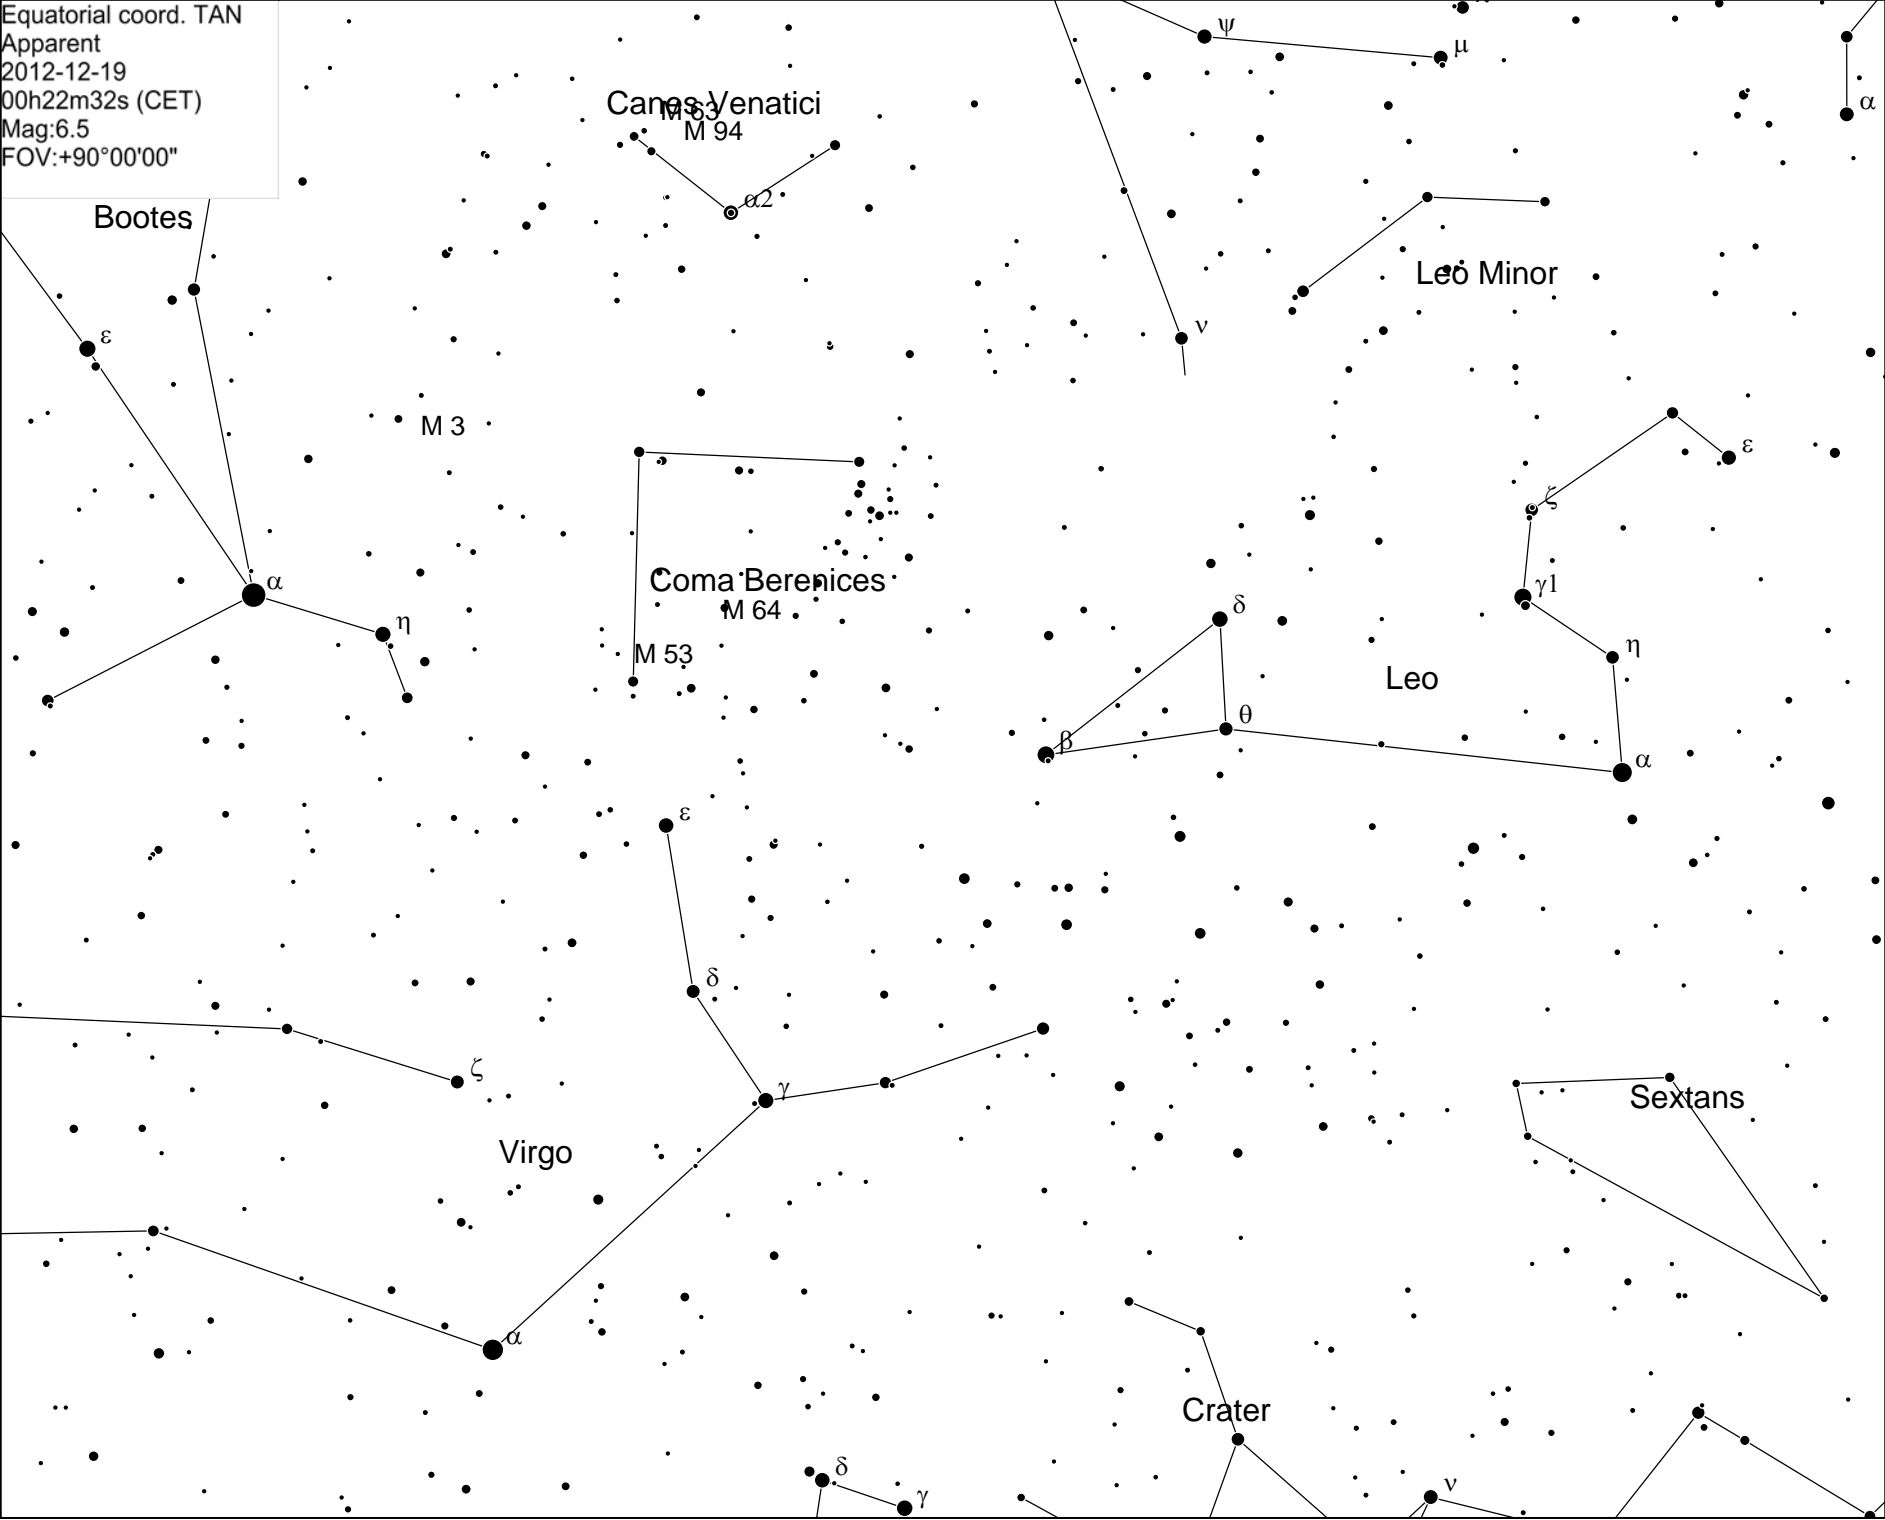 Equatorial coord. TAN
Apparent
2012-12-19
00h22m32s (CET)
Mag:6.5
FOV:+90°00'00"
ψ
μ
α
Canes Venatici
M 63
M 94
α2
Bootes
Leo Minor
ε
ν
M 3
ε
ζ
Coma Berenices
α
γ1
M 64
δ
η
η
M 53
Leo
θ
β
α
ε
δ
ζ
γ
Sextans
Virgo
α
Crater
δ
ν
γ